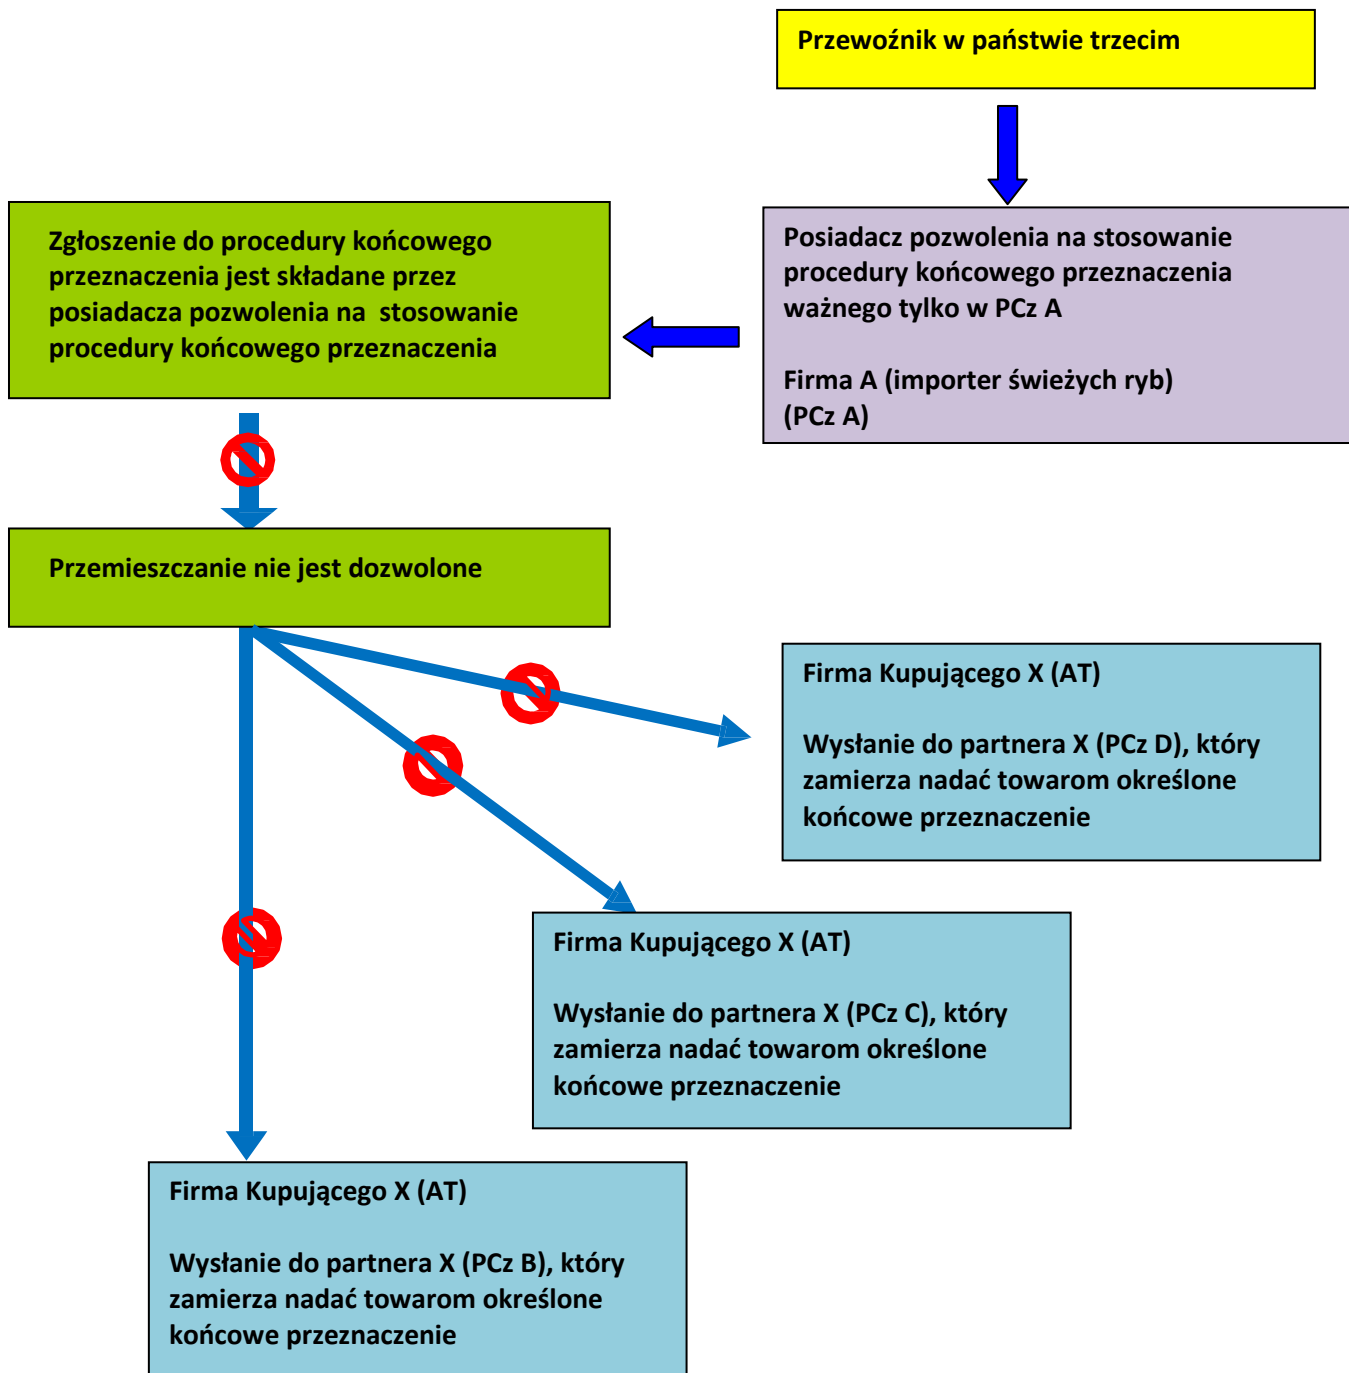 Przewoźnik w państwie trzecim
Zgłoszenie do procedury końcowego
przeznaczenia jest składane przez
posiadacza pozwolenia na stosowanie
procedury końcowego przeznaczenia
Posiadacz pozwolenia na stosowanie
procedury końcowego przeznaczenia
ważnego tylko w PCz A
Firma A (importer świeżych ryb)
(PCz A)
Przemieszczanie nie jest dozwolone
Firma Kupującego X (AT)
Wysłanie do partnera X (PCz D), który
zamierza nadać towarom określone
końcowe przeznaczenie
Firma Kupującego X (AT)
Wysłanie do partnera X (PCz C), który
zamierza nadać towarom określone
końcowe przeznaczenie
Firma Kupującego X (AT)
Wysłanie do partnera X (PCz B), który
zamierza nadać towarom określone
końcowe przeznaczenie